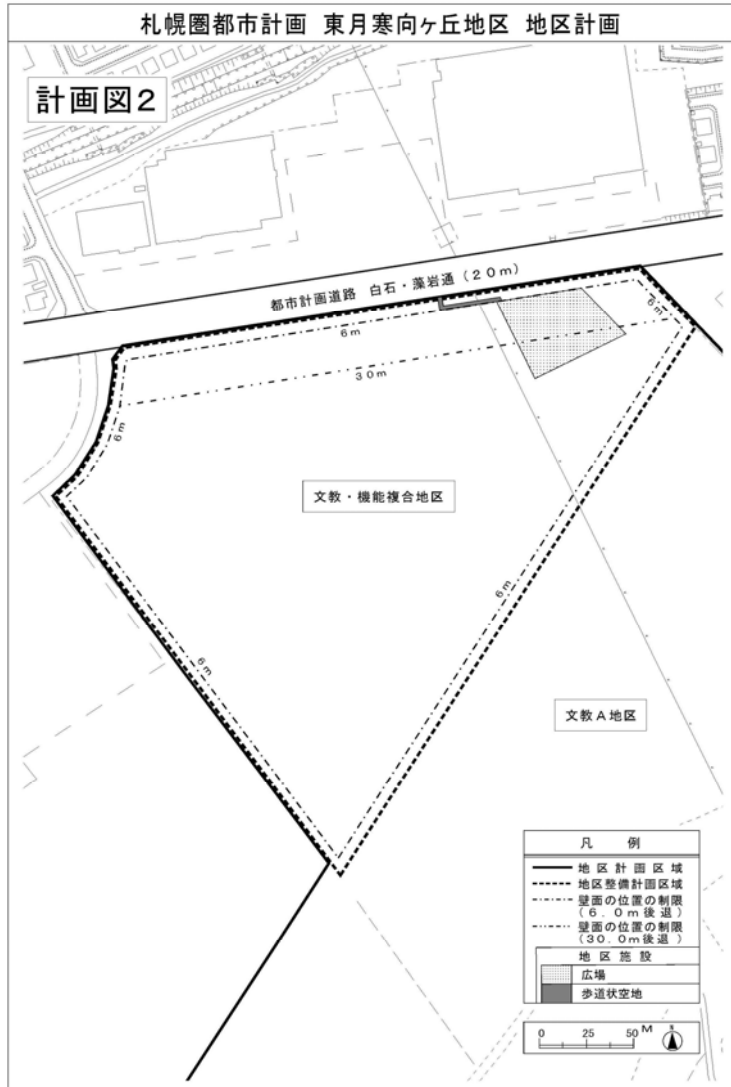 札幌圏都市計画 東月寒向ヶ丘地区 地区計画
計画図2
都市計画道路 白石・藻岩通（20m）
6m
6m
30m
6m
文教・機能複合地区
6m
6m
文教A地区
凡 例
地区計画区域
地区整備計画区域
壁面の位置の制限
（6．0m後退）
壁面の位置の制限
（30.0m後退）
地区施設
広場
歩道状空地
0 25 50 M
N